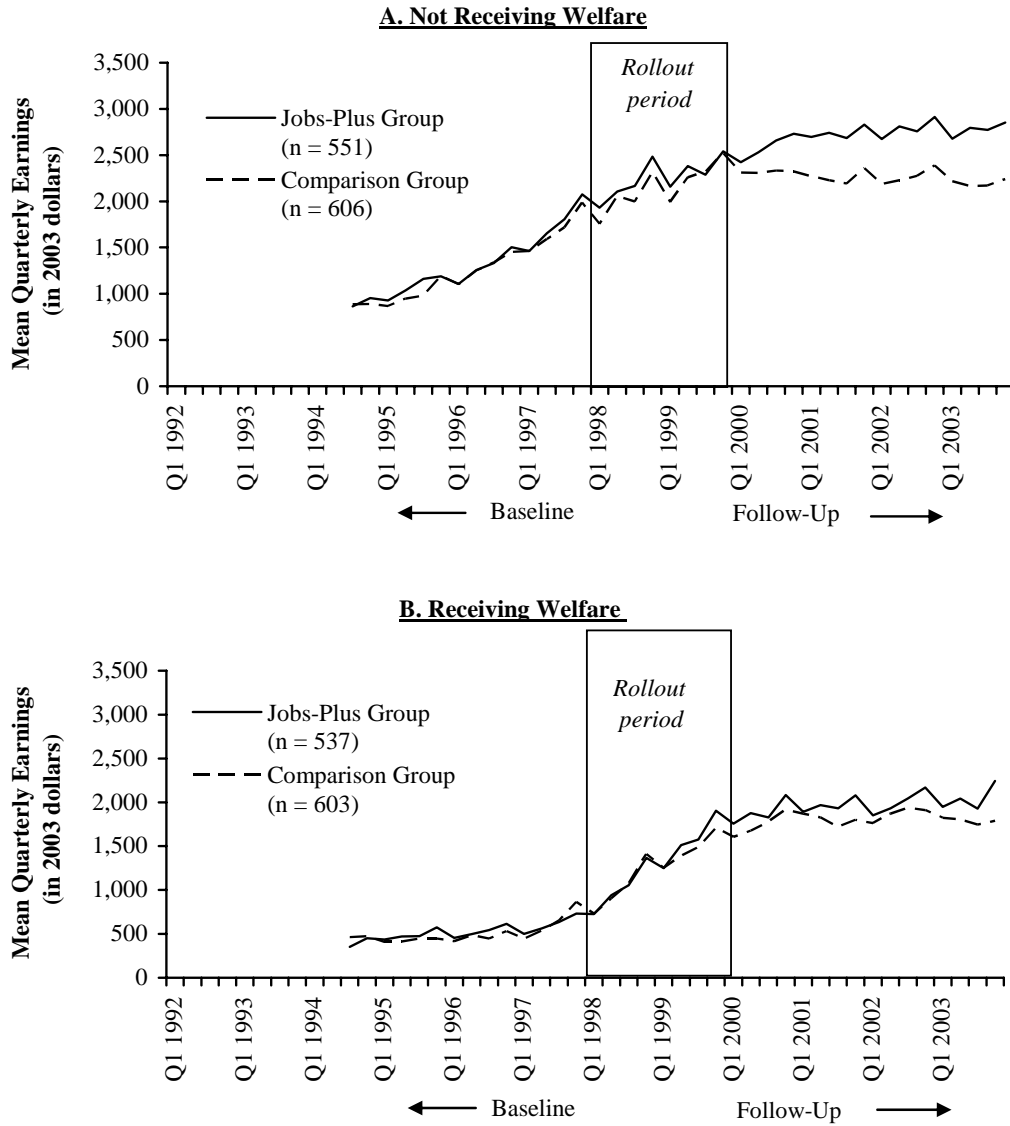 A. Not Receiving Welfare
Mean Quarterly Earnings
(in 2003 dollars)
3,500
3,000
2,500
2,000
1,500
1,000
500
0
Jobs-Plus Group
(n = 551)
Comparison Group
(n = 606)
Rollout
period
Q1 1992
Q1 1993
Q1 1994
Q1 1995
Q1 1996
Q1 1997
Q1 1998
Q1 1999
Q1 2000
Q1 2001
Q1 2002
Q1 2003
Baseline
Follow-Up
B. Receiving Welfare
Mean Quarterly Earnings
(in 2003 dollars)
3,500
3,000
2,500
2,000
1,500
1,000
500
0
Jobs-Plus Group
(n = 537)
Comparison Group
(n = 603)
Rollout
period
Q1 1992
Q1 1993
Q1 1994
Q1 1995
Q1 1996
Q1 1997
Q1 1998
Q1 1999
Q1 2000
Q1 2001
Q1 2002
Q1 2003
Baseline
Follow-Up